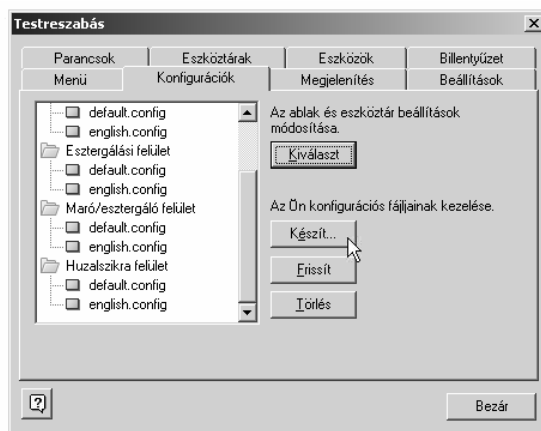 Testreszabás
Parancsok
Eszköztárak
Eszközök
Billentyűzet
Menü
Konfigurációk
Megjelenítés
Beállítások
default.config
english.config
Esztergálási felület
default.config
english.config
Maró/esztergáló felület
default.config
english.config
Huzalszikra felület
default.config
english.config
Az ablak és eszköztár beállítások
módosítása.
Kiválaszt
Az Ön konfigurációs fájljainak kezelése.
Készít...
Frissít
Törlés
Bezár